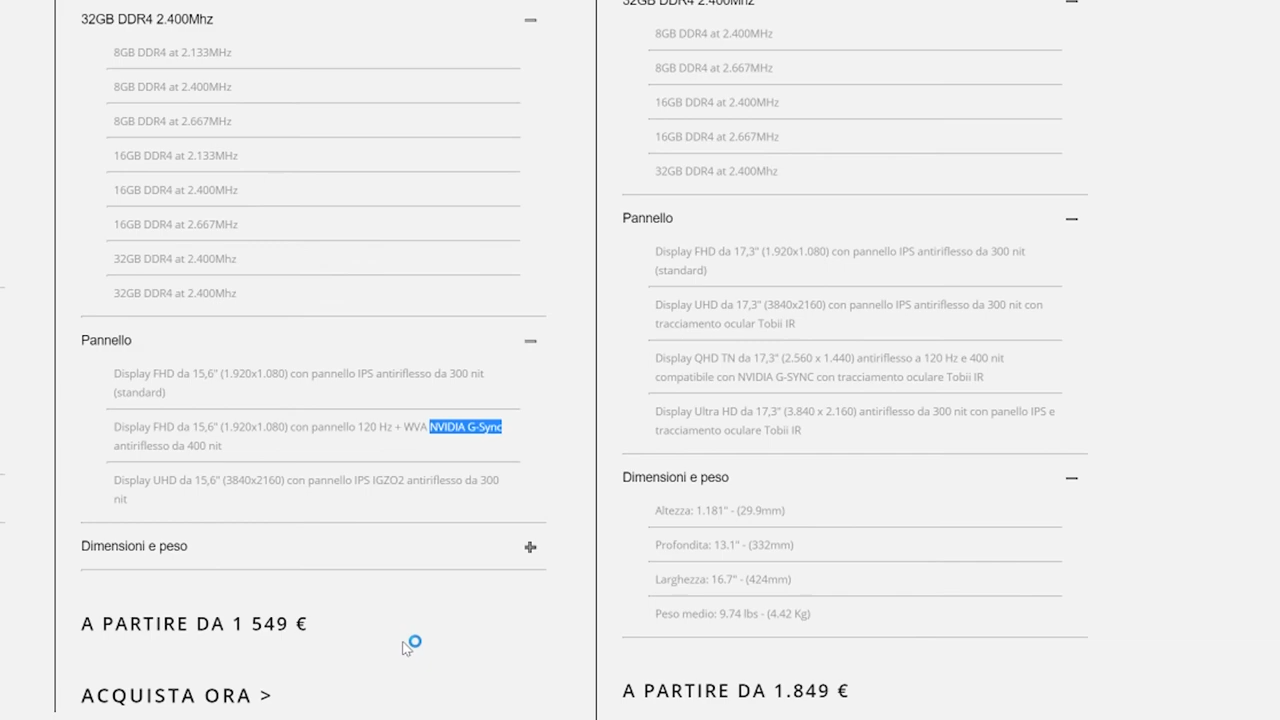 32GB DDR4 2.400Mhz
8GB DDR4 at 2.133MHz
8GB DDR4 at 2.400MHz
8GB DDR4 at 2.667MHz
16GB DDR4 at 2.133MHz
16GB DDR4 at 2.400MHz
16GB DDR4 at 2.667MHz
32GB DDR4 at 2.400Mhz
32GB DDR4 at 2.400Mhz
Pannello
Display FHD da 15,6" (1.920x1.080) con pannello IPS antiriflesso da 300 nit
(standard)
Display FHD da 15,6" (1.920x1.080) con pannello 120 Hz + WVA NVIDIA G-Sync
antiriflesso da 400 nit
Display UHD da 15,6" (3840x2160) con pannello IPS IGZO2 antiriflesso da 300
nit
Dimensioni e peso
A PARTIRE DA 1 549 €
ACQUISTA ORA >
32GB DDR4 2.400Mhz
8GB DDR4 at 2.400MHz
8GB DDR4 at 2.667MHz
16GB DDR4 at 2.400MHz
16GB DDR4 at 2.667MHz
32GB DDR4 at 2.400Mhz
Pannello
Display FHD da 17,3" (1.920x1.080) con pannello IPS antiriflesso da 300 nit
(standard)
Display UHD da 17,3" (3840x2160) con pannello IPS antiriflesso da 300 nit con
tracciamento ocular Tobii IR
Display QHD TN da 17,3" (2.560 x 1.440) antiriflesso a 120 Hz e 400 nit
compatibile con NVIDIA G-SYNC con tracciamento oculare Tobii IR
Display Ultra HD da 17,3" (3.840 x 2.160) antiriflesso da 300 nit con panello IPS e
tracciamento oculare Tobii IR
Dimensioni e peso
Altezza: 1.181" - (29.9mm)
Profondita: 13.1" - (332mm)
Larghezza: 16.7" - (424mm)
Peso medio: 9.74 lbs - (4.42 Kg)
A PARTIRE DA 1.849 €